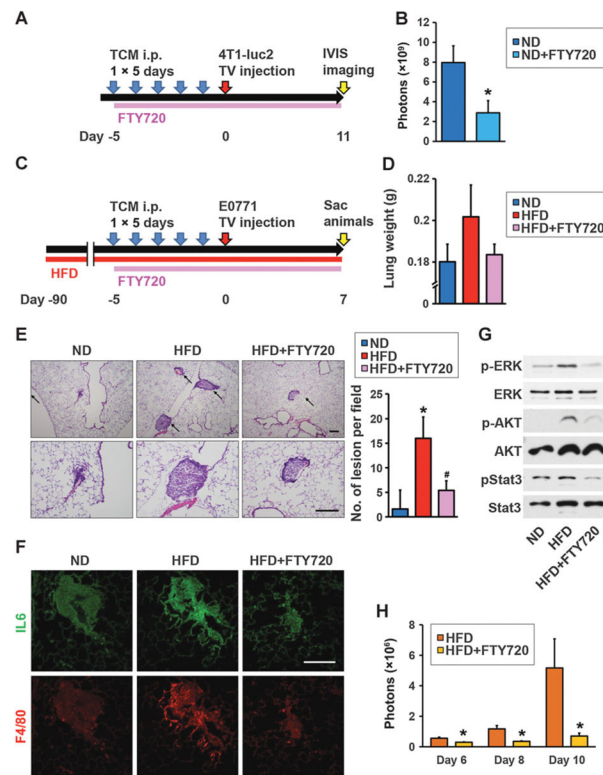 A
TCM i.p.
1 × 5 days
4T1-luc2
TV injection
IVIS
imaging
FTY720
Day -5
0
11
B
ND
ND+FTY720
Photons (×10⁹)
12
10
8
6
4
2
0
*
C
TCM i.p.
1 × 5 days
E0771
TV injection
Sac
animals
HFD
FTY720
Day -90
-5
0
7
D
ND
HFD
HFD+FTY720
Lung weight (g)
0.22
0.18
0
E
ND
HFD
HFD+FTY720
ND
HFD
HFD+FTY720
No. of lesion per field
25
20
15
10
5
0
*
#
F
ND
HFD
HFD+FTY720
IL6
F4/80
G
p-ERK
ERK
p-AKT
AKT
pStat3
Stat3
ND
HFD
HFD+FTY720
H
HFD
HFD+FTY720
Photons (×10⁶)
8
6
4
2
0
*
*
*
Day 6
Day 8
Day 10